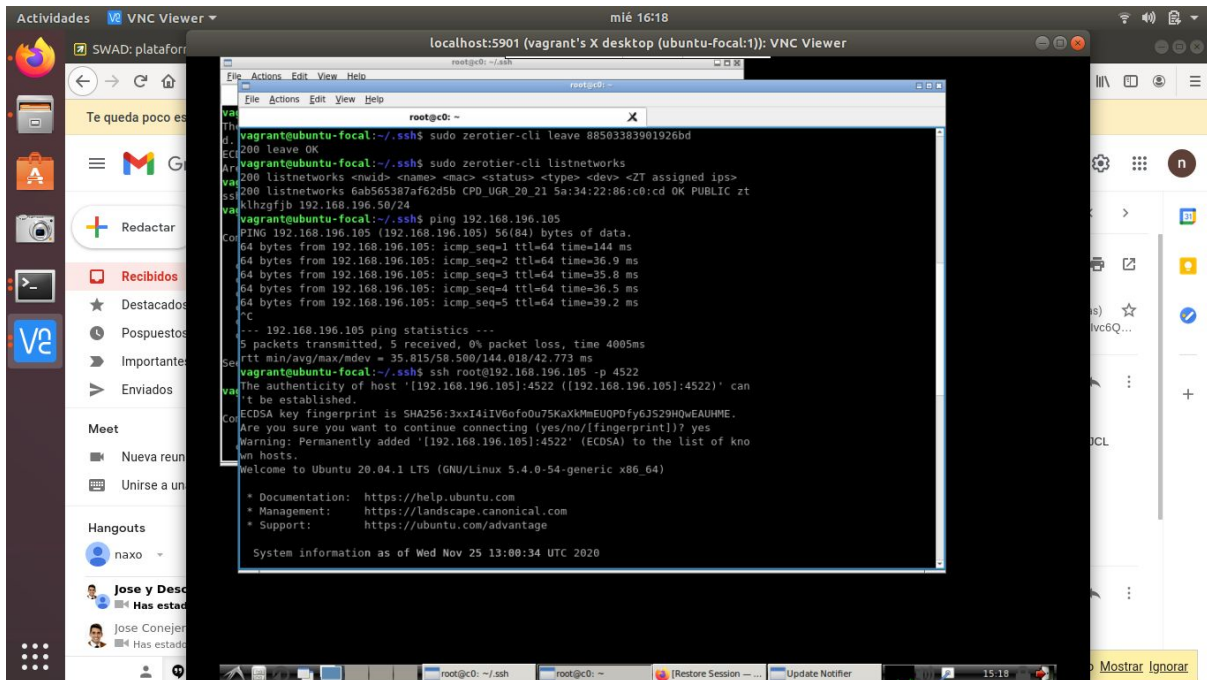 Actividades VNC Viewer mié 16:18
SWAD: platafor
localhost:5901 (vagrant's X desktop (ubuntu-focal:1)): VNC Viewer
root@c0: ~/.ssh
File Actions Edit View Help
root@c0: ~
File Actions Edit View Help
root@c0: ~ X
vagrant@ubuntu-focal:~/.ssh$ sudo zerotier-cli leave 88503383901926bd
200 leave OK
vagrant@ubuntu-focal:~/.ssh$ sudo zerotier-cli listnetworks
200 listnetworks <nwid> <name> <mac> <status> <type> <dev> <ZT assigned ips>
200 listnetworks 6ab565387af62d5b CPD_UGR_20_21 5a:34:22:86:c0:cd OK PUBLIC zt
klhzgfjb 192.168.196.50/24
vagrant@ubuntu-focal:~/.ssh$ ping 192.168.196.105
PING 192.168.196.105 (192.168.196.105) 56(84) bytes of data.
64 bytes from 192.168.196.105: icmp_seq=1 ttl=64 time=144 ms
64 bytes from 192.168.196.105: icmp_seq=2 ttl=64 time=36.9 ms
64 bytes from 192.168.196.105: icmp_seq=3 ttl=64 time=35.8 ms
64 bytes from 192.168.196.105: icmp_seq=4 ttl=64 time=36.5 ms
64 bytes from 192.168.196.105: icmp_seq=5 ttl=64 time=39.2 ms
^C
--- 192.168.196.105 ping statistics ---
5 packets transmitted, 5 received, 0% packet loss, time 4005ms
rtt min/avg/max/mdev = 35.815/58.500/144.018/42.773 ms
vagrant@ubuntu-focal:~/.ssh$ ssh root@192.168.196.105 -p 4522
The authenticity of host '[192.168.196.105]:4522 ([192.168.196.105]:4522)' can
't be established.
ECDSA key fingerprint is SHA256:3xxI4iIV6ofoOu75KaXkMmEUQPDfy6JS29HQwEAUHME.
Are you sure you want to continue connecting (yes/no/[fingerprint])? yes
Warning: Permanently added '[192.168.196.105]:4522' (ECDSA) to the list of kno
wn hosts.
Welcome to Ubuntu 20.04.1 LTS (GNU/Linux 5.4.0-54-generic x86_64)
* Documentation: https://help.ubuntu.com
* Management: https://landscape.canonical.com
* Support: https://ubuntu.com/advantage
System information as of Wed Nov 25 13:00:34 UTC 2020
Te queda poco es
Redactar
Recibidos
Destacados
Pospuestos
Importante
Enviados
Meet
Nueva reun
Unirse a un
Hangouts
naxo
Jose y Desc
Has estad
Jose Conejer
Has estado
n
31
as)
lvc6Q...
JCL
root@c0: ~/.ssh
root@c0: ~
[Restore Session — ...
Update Notifier
15:18
Mostrar Ignorar